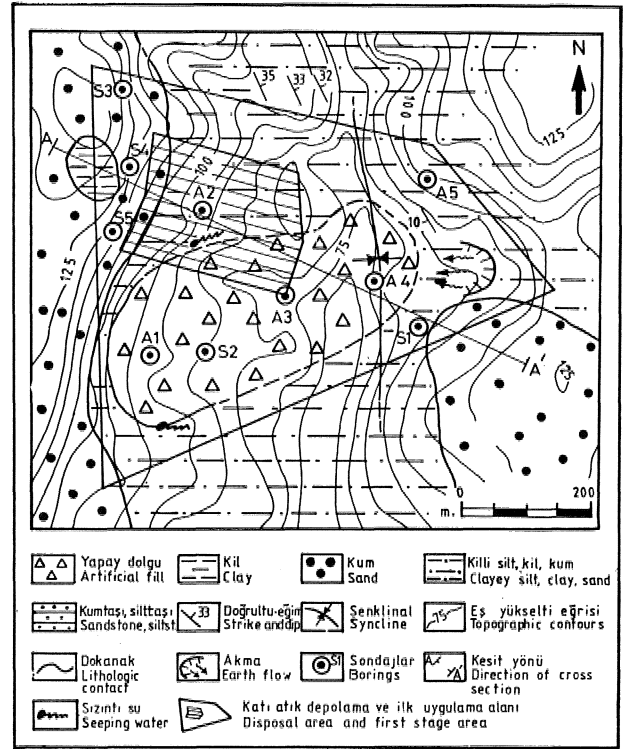 N
35 33 32
S3
100
125
A
S4
100
A2
A5
S5
10
75
125
A4
A3
S1
A1
S2
A'
125
0 200
m.
Yapay dolgu
Artificial fill
Kil
Clay
Kum
Sand
Killi silt, kil, kum
Clayey silt, clay, sand
Kumtaşı, silttaşı
Sandstone, siltst
33
Doğrultu-eğim
Strike and dip
Senklinal
Syncline
75
Eş yükselti eğrisi
Topographic contours
Dokanak
Lithologic
contact
Akma
Earth flow
S1
Sondajlar
Borings
A
A'
Kesit yönü
Direction of cross
section
Sızıntı su
Seeping water
Katı atık depolama ve ilk uygulama alanı
Disposal area and first stage area